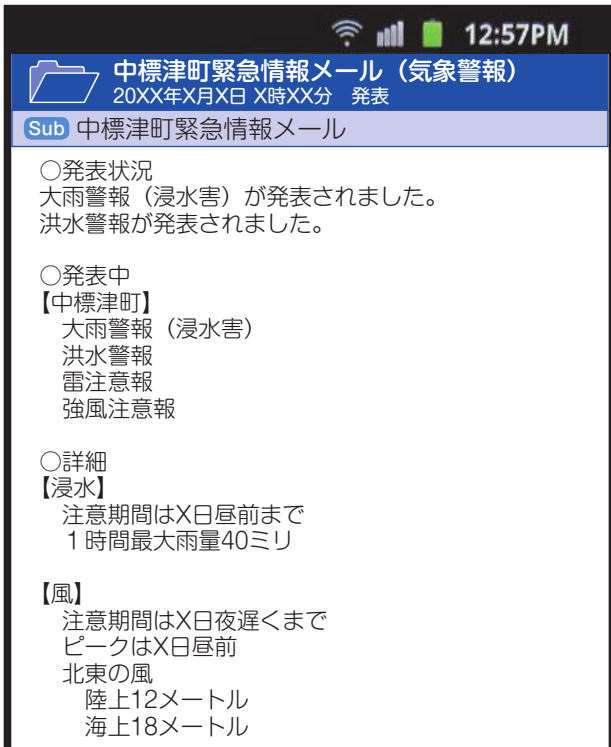 12:57PM
中標津町緊急情報メール（気象警報）
20XX年X月X日 X時XX分　発表
Sub 中標津町緊急情報メール
○発表状況
大雨警報（浸水害）が発表されました。
洪水警報が発表されました。
○発表中
【中標津町】
大雨警報（浸水害）
洪水警報
雷注意報
強風注意報
○詳細
【浸水】
注意期間はX日昼前まで
１時間最大雨量40ミリ
【風】
注意期間はX日夜遅くまで
ピークはX日昼前
北東の風
陸上12メートル
海上18メートル